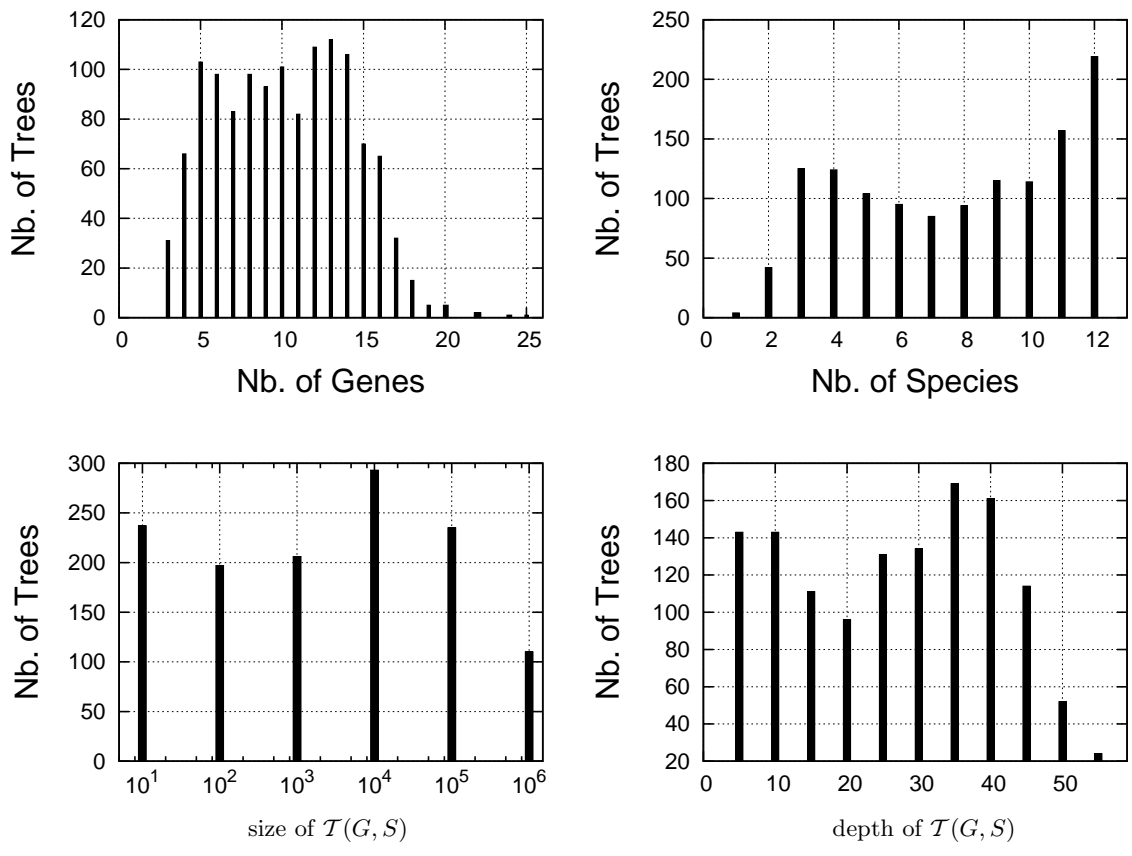 120
100
80
60
40
20
0
0 5 10 15 20 25
Nb. of Trees
Nb. of Genes
250
200
150
100
50
0
0 2 4 6 8 10 12
Nb. of Trees
Nb. of Species
300
250
200
150
100
50
0
10^1 10^2 10^3 10^4 10^5 10^6
Nb. of Trees
size of 𝒯(G, S)
180
160
140
120
100
80
60
40
20
0 10 20 30 40 50
Nb. of Trees
depth of 𝒯(G, S)